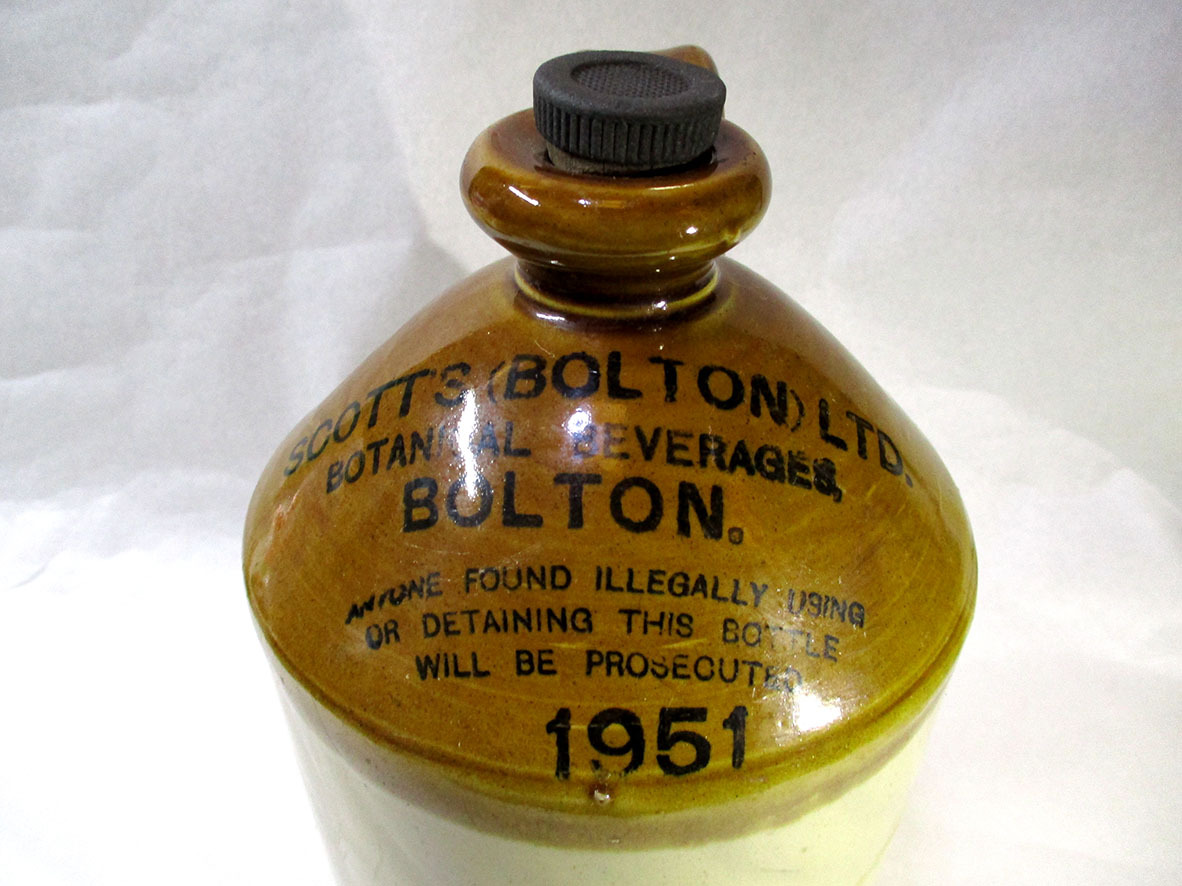 SCOTT'S (BOLTON) LTD.
BOTANICAL BEVERAGES,
BOLTON.
ANYONE FOUND ILLEGALLY USING
OR DETAINING THIS BOTTLE
WILL BE PROSECUTED
1951